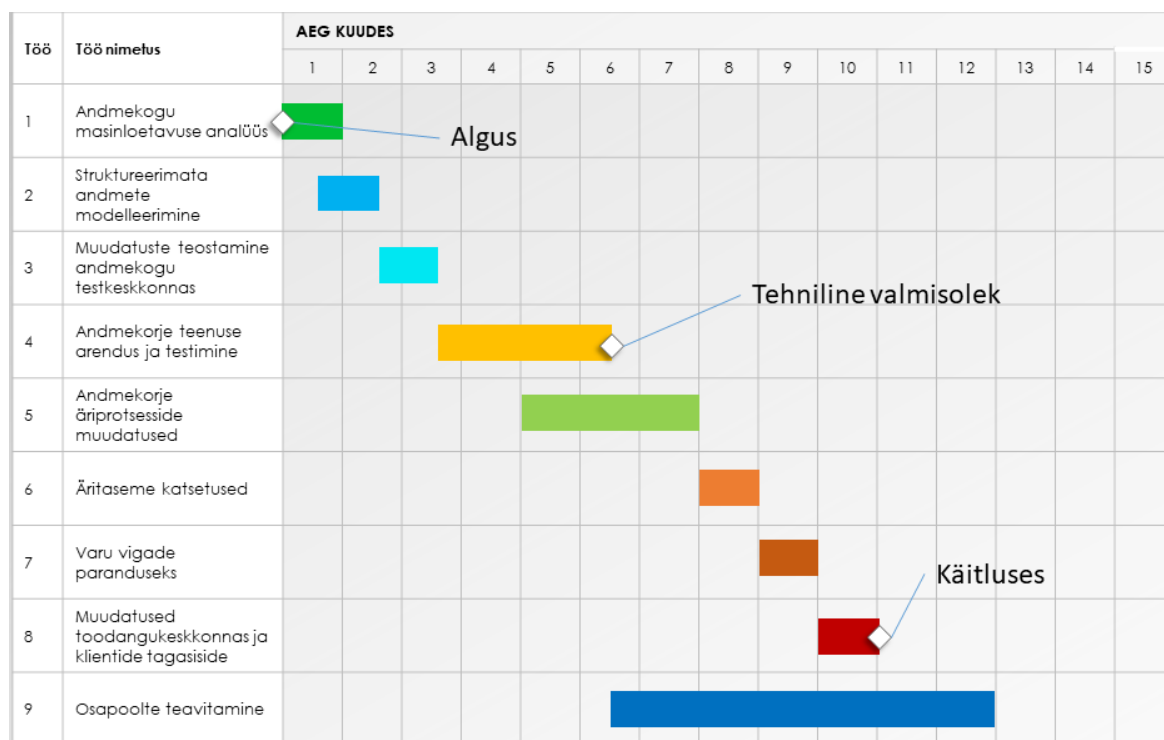 AEG KUUDES
Töö Töö nimetus
1 2 3 4 5 6 7 8 9 10 11 12 13 14 15
1 Andmekogu
masinloetavuse analüüs
Algus
2 Struktureerimata
andmete
modelleerimine
3 Muudatuste teostamine
andmekogu
testkeskkonnas
Tehniline valmisolek
4 Andmekorje teenuse
arendus ja testimine
5 Andmekorje
äriprotsesside
muudatused
6 Äritaseme katsetused
7 Varu vigade
paranduseks
Käitluses
8 Muudatused
toodangukeskkonnas ja
klientide tagasiside
9 Osapoolte teavitamine